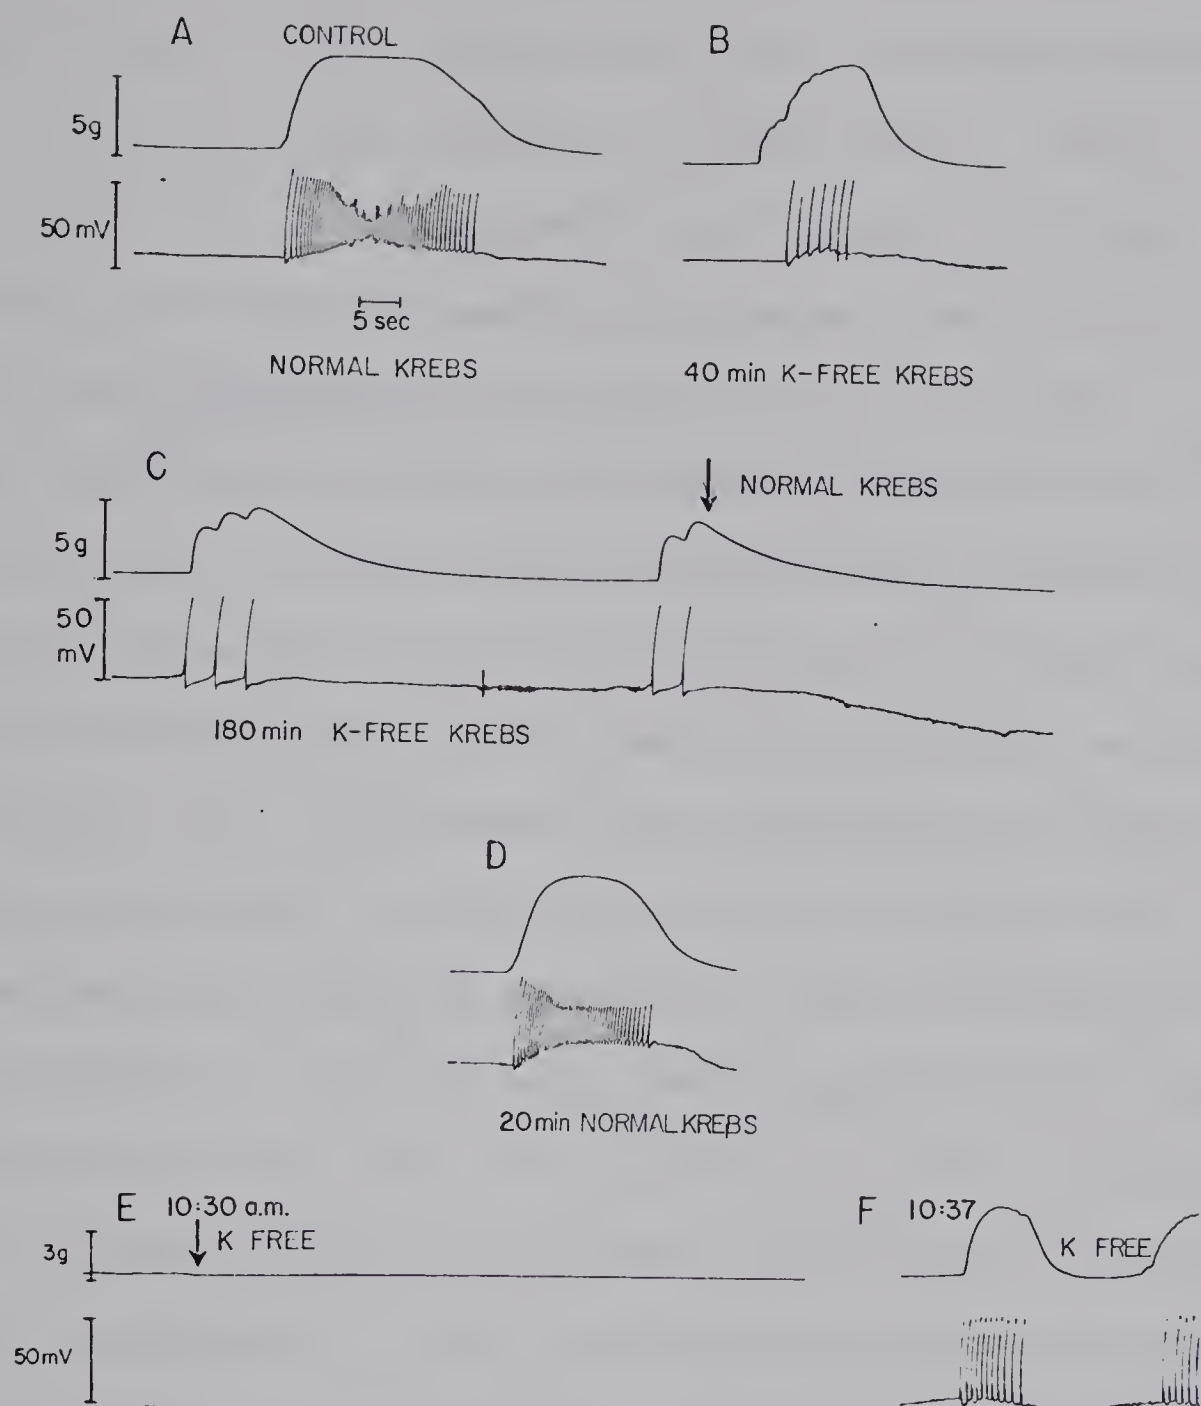 A
CONTROL
B
5g
50 mV
5 sec
NORMAL KREBS
40 min K-FREE KREBS
C
NORMAL KREBS
5g
50
mV
180 min K-FREE KREBS
D
20 min NORMAL KREBS
E 10:30 a.m.
K FREE
3g
F 10:37
K FREE
50mV